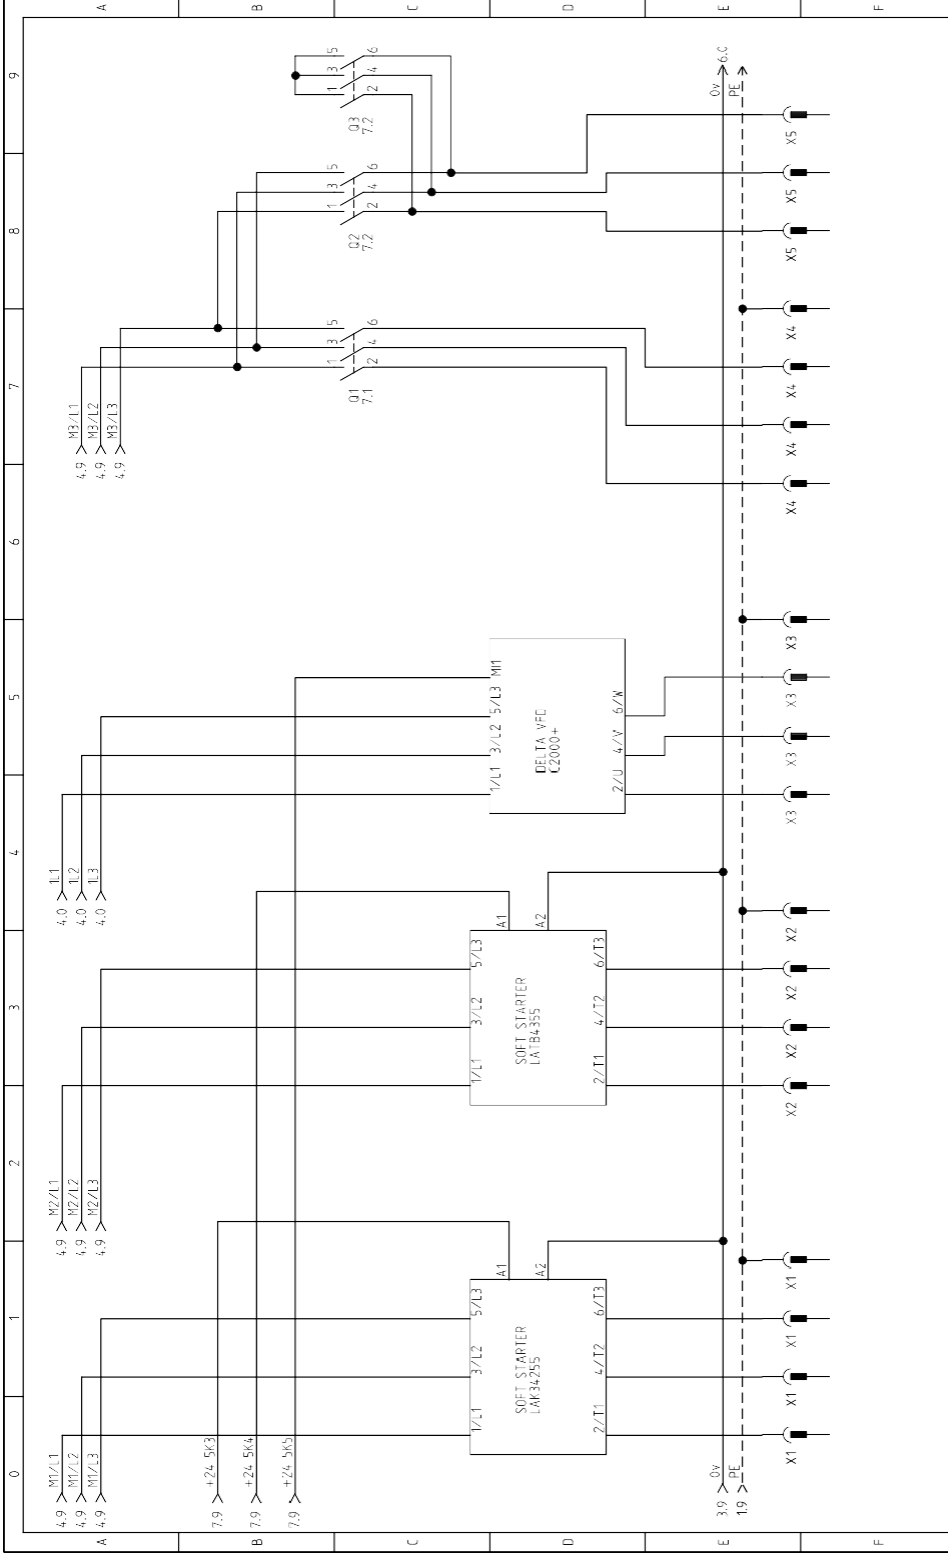 0 1 2 3 4 5 6 7 8 9
A
4.9 M1/L1
4.9 M1/L2
4.9 M1/L3
4.9 M2/L1
4.9 M2/L2
4.9 M2/L3
4.0 1L1
4.0 1L2
4.0 1L3
4.9 M3/L1
4.9 M3/L2
4.9 M3/L3
A
B
7.9 +24 5K3
7.9 +24 5K4
7.9 +24 5K5
B
C
1/L1 3/L2 5/L3
1/L1 3/L2 5/L3
1/L1 3/L2 5/L3 MI1
Q1
7.1
1 3 5
2 4 6
Q2
7.2
1 3 5
2 4 6
Q3
7.2
1 3 5
2 4 6
C
D
SOFT STARTER
LAK34255
A1
A2
2/T1 4/T2 6/T3
SOFT STARTER
LATB4355
A1
A2
2/T1 4/T2 6/T3
DELTA VFD
C2000+
2/U 4/V 6/W
D
E
3.9 0v
1.9 PE
0v 6.0
PE
E
X1 X1 X1 X1 X2 X2 X2 X2 X3 X3 X3 X3 X4 X4 X4 X4 X5 X5 X5
F
F